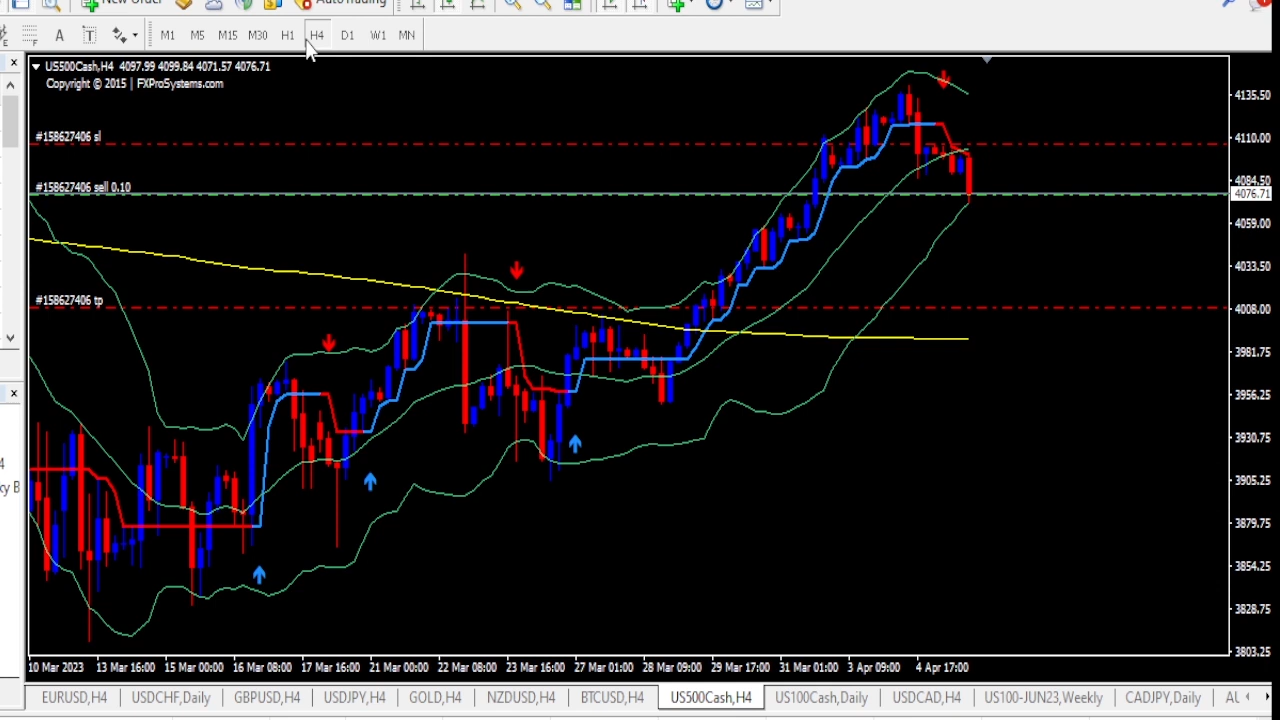 New Order
AutoTrading
A T M1 M5 M15 M30 H1 H4 D1 W1 MN
US500Cash,H4 4097.99 4099.84 4071.57 4076.71
Copyright © 2015 | FXProSystems.com
4135.50
#158627406 sl
4110.00
#158627406 sell 0.10
4084.50
4076.71
4059.00
4033.50
#158627406 tp
4008.00
3981.75
3956.25
3930.75
3905.25
3879.75
3854.25
3828.75
3803.25
10 Mar 2023 13 Mar 16:00 15 Mar 00:00 16 Mar 08:00 17 Mar 16:00 21 Mar 00:00 22 Mar 08:00 23 Mar 16:00 27 Mar 01:00 28 Mar 09:00 29 Mar 17:00 31 Mar 01:00 3 Apr 09:00 4 Apr 17:00
EURUSD,H4 USDCHF,Daily GBPUSD,H4 USDJPY,H4 GOLD,H4 NZDUSD,H4 BTCUSD,H4 US500Cash,H4 US100Cash,Daily USDCAD,H4 US100-JUN23,Weekly CADJPY,Daily